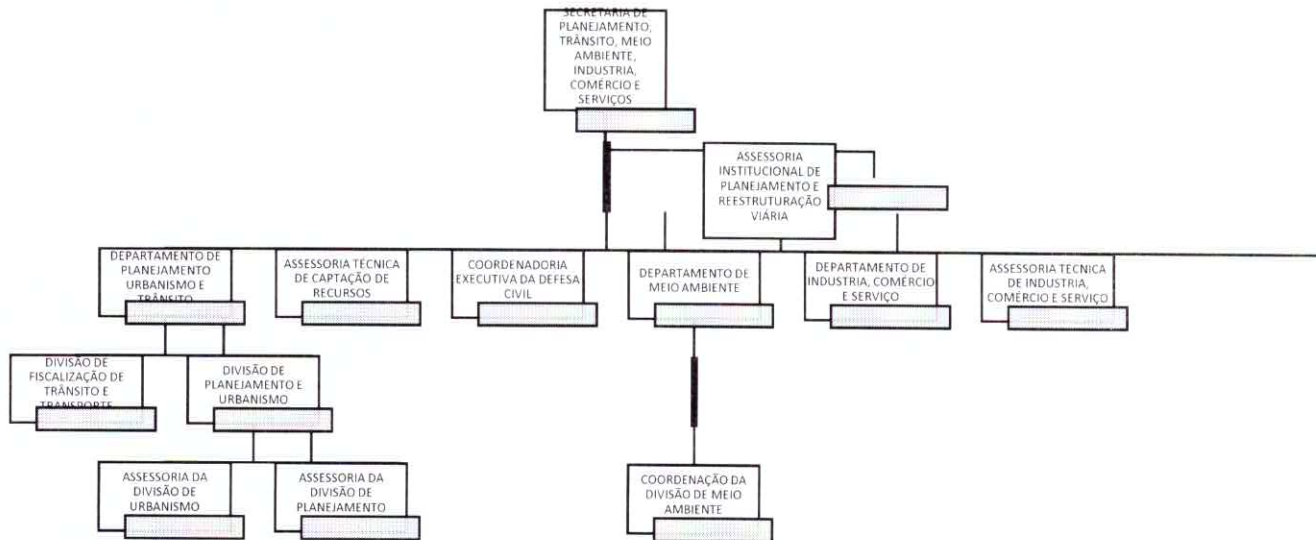 SECRETARIA DE
PLANEJAMENTO,
TRÂNSITO, MEIO
AMBIENTE,
INDUSTRIA,
COMÉRCIO E
SERVIÇOS
ASSESSORIA
INSTITUCIONAL DE
PLANEJAMENTO E
REESTRUTURAÇÃO
VIÁRIA
DEPARTAMENTO DE
PLANEJAMENTO
URBANISMO E
TRÂNSITO
ASSESSORIA TÉCNICA
DE CAPTAÇÃO DE
RECURSOS
COORDENADORIA
EXECUTIVA DA DEFESA
CIVIL
DEPARTAMENTO DE
MEIO AMBIENTE
DEPARTAMENTO DE
INDUSTRIA, COMÉRCIO
E SERVIÇO
ASSESSORIA TÉCNICA
DE INDUSTRIA,
COMÉRCIO E SERVIÇO
DIVISÃO DE
FISCALIZAÇÃO DE
TRÂNSITO E
TRANSPORTE
DIVISÃO DE
PLANEJAMENTO E
URBANISMO
ASSESSORIA DA
DIVISÃO DE
URBANISMO
ASSESSORIA DA
DIVISÃO DE
PLANEJAMENTO
COORDENAÇÃO DA
DIVISÃO DE MEIO
AMBIENTE